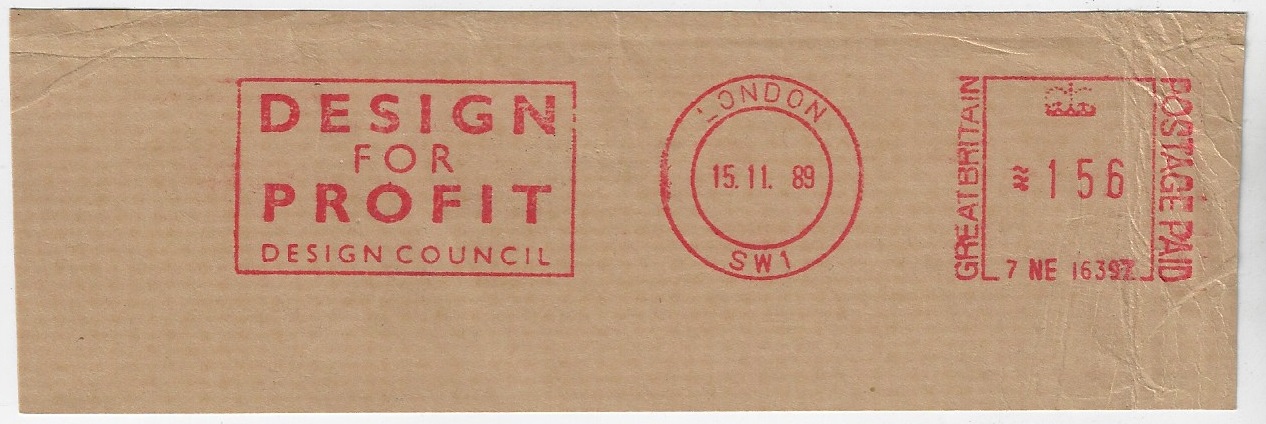 DESIGN
FOR
PROFIT
DESIGN COUNCIL
LONDON
15.11.89
SW1
GREAT BRITAIN
156
7 NE
POSTAGE PAID